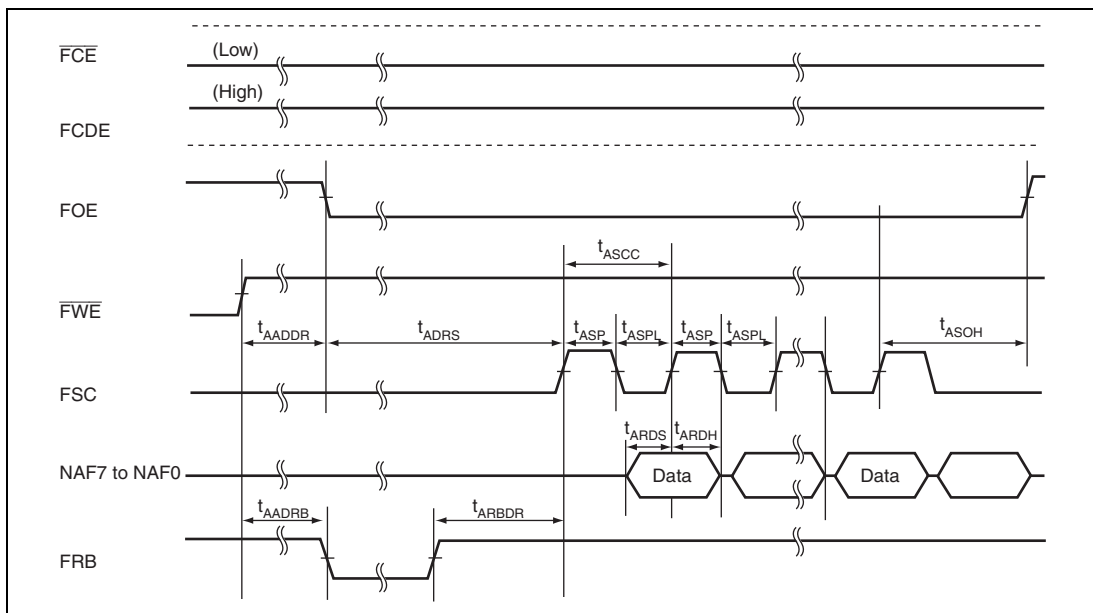 FCE
(Low)
(High)
FCDE
FOE
tASCC
FWE
tAADDR
tADRS
tASP
tASPL
tASP
tASPL
tASOH
FSC
tARDS
tARDH
NAF7 to NAF0
Data
Data
tAADRB
tARBDR
FRB